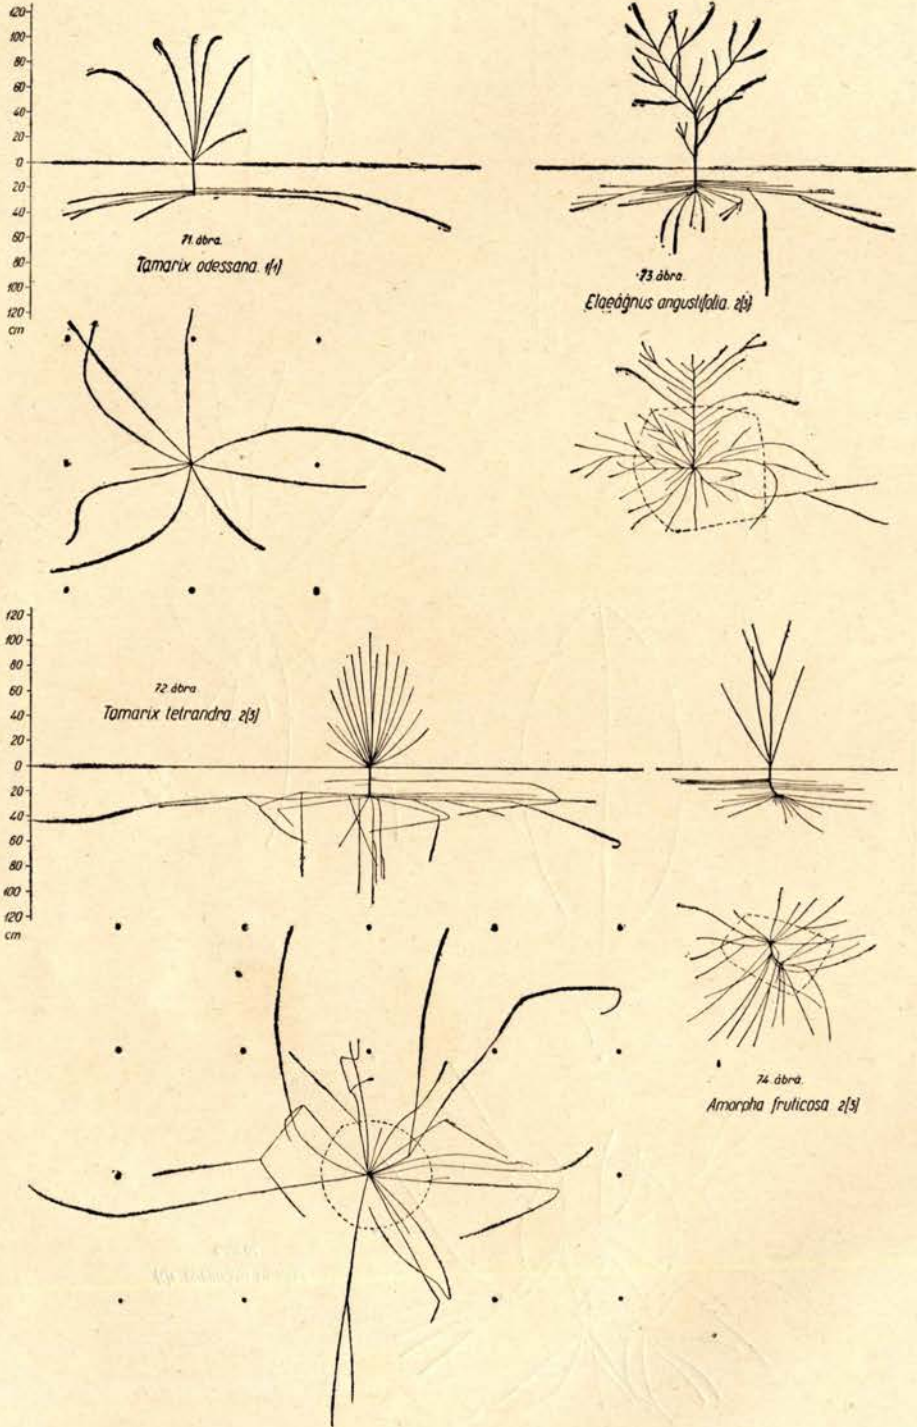 120
100
80
60
40
20
0
20
40
60
80
100
120
cm
71. ábra.
Tamarix odessana. 1(1)
73 ábra.
Elaeágnus angustifolia. 2(3)
120
100
80
60
40
20
0
20
40
60
80
100
120
cm
72 ábra
Tamarix tetrandra 2(3)
74. ábra.
Amorpha fruticosa 2(3)